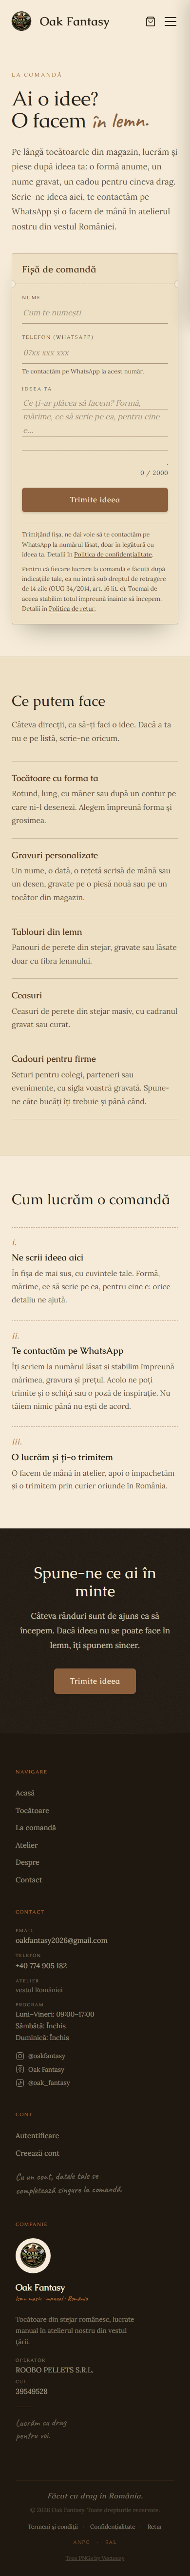 Oak Fantasy
LA COMANDĂ
Ai o idee?
O facem în lemn.
Pe lângă tocătoarele din magazin, lucrăm și
piese după ideea ta: o formă anume, un
nume gravat, un cadou pentru cineva drag.
Scrie-ne ideea aici, te contactăm pe
WhatsApp și o facem de mână în atelierul
nostru din vestul României.
Fișă de comandă
NUME
Cum te numești
TELEFON (WHATSAPP)
07xx xxx xxx
Te contactăm pe WhatsApp la acest număr.
IDEEA TA
Ce ți-ar plăcea să facem? Formă,
mărime, ce să scrie pe ea, pentru cine
e...
0 / 2000
Trimite ideea
Trimițând fișa, ne dai voie să te contactăm pe
WhatsApp la numărul lăsat, doar în legătură cu
ideea ta. Detalii în Politica de confidențialitate.
Pentru că fiecare lucrare la comandă e făcută după
indicațiile tale, ea nu intră sub dreptul de retragere
de 14 zile (OUG 34/2014, art. 16 lit. c). Tocmai de
aceea stabilim totul împreună înainte să începem.
Detalii în Politica de retur.
Ce putem face
Câteva direcții, ca să-ți faci o idee. Dacă a ta
nu e pe listă, scrie-ne oricum.
Tocătoare cu forma ta
Rotund, lung, cu mâner sau după un contur pe
care ni-l desenezi. Alegem împreună forma și
grosimea.
Gravuri personalizate
Un nume, o dată, o rețetă scrisă de mână sau
un desen, gravate pe o piesă nouă sau pe un
tocător din magazin.
Tablouri din lemn
Panouri de perete din stejar, gravate sau lăsate
doar cu fibra lemnului.
Ceasuri
Ceasuri de perete din stejar masiv, cu cadranul
gravat sau curat.
Cadouri pentru firme
Seturi pentru colegi, parteneri sau
evenimente, cu sigla voastră gravată. Spune-
ne câte bucăți îți trebuie și până când.
Cum lucrăm o comandă
i.
Ne scrii ideea aici
În fișa de mai sus, cu cuvintele tale. Formă,
mărime, ce să scrie pe ea, pentru cine e: orice
detaliu ne ajută.
ii.
Te contactăm pe WhatsApp
Îți scriem la numărul lăsat și stabilim împreună
mărimea, gravura și prețul. Acolo ne poți
trimite și o schiță sau o poză de inspirație. Nu
tăiem nimic până nu ești de acord.
iii.
O lucrăm și ți-o trimitem
O facem de mână în atelier, apoi o împachetăm
și o trimitem prin curier oriunde în România.
Spune-ne ce ai în
minte
Câteva rânduri sunt de ajuns ca să
începem. Dacă ideea nu se poate face în
lemn, îți spunem sincer.
Trimite ideea
NAVIGARE
Acasă
Tocătoare
La comandă
Atelier
Despre
Contact
CONTACT
EMAIL
oakfantasy2026@gmail.com
TELEFON
+40 774 905 182
ATELIER
vestul României
PROGRAM
Luni–Vineri: 09:00–17:00
Sâmbătă: Închis
Duminică: Închis
@oakfantasy
Oak Fantasy
@oak_fantasy
CONT
Autentificare
Creează cont
Cu un cont, datele tale se
completează singure la comandă.
COMPANIE
Oak Fantasy
lemn masiv · manual · România
Tocătoare din stejar românesc, lucrate
manual în atelierul nostru din vestul
țării.
OPERATOR
ROOBO PELLETS S.R.L.
CUI
39549528
Lucrăm cu drag
pentru voi.
Făcut cu drag în România.
© 2026 Oak Fantasy. Toate drepturile rezervate.
Termeni și condiții · Confidențialitate · Retur
ANPC · SAL